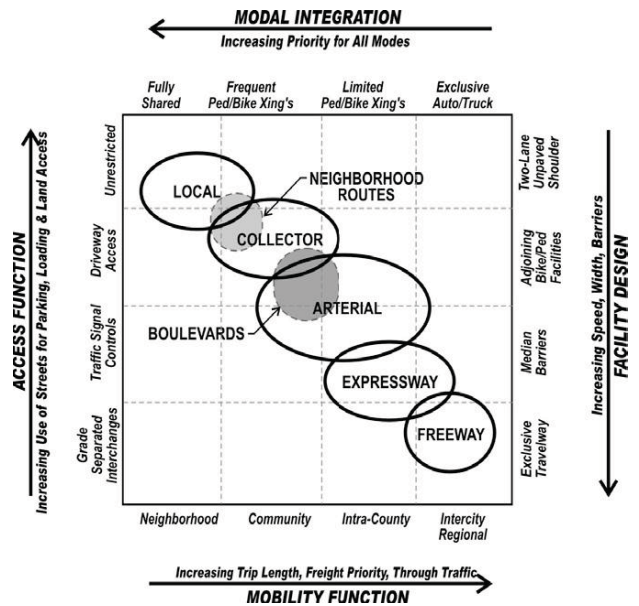 MODAL INTEGRATION
Increasing Priority for All Modes
Fully
Shared
Frequent
Ped/Bike Xing's
Limited
Ped/Bike Xing's
Exclusive
Auto/Truck
ACCESS FUNCTION
Increasing Use of Streets for Parking, Loading & Land Access
Unrestricted
Driveway
Access
Traffic Signal
Controls
Grade
Separated
Interchanges
LOCAL
NEIGHBORHOOD
ROUTES
COLLECTOR
BOULEVARDS
ARTERIAL
EXPRESSWAY
FREEWAY
Two-Lane
Unpaved
Shoulder
Adjoining
Bike/Ped
Facilities
Median
Barriers
Exclusive
Travelway
Increasing Speed, Width, Barriers
FACILITY DESIGN
Neighborhood
Community
Intra-County
Intercity
Regional
Increasing Trip Length, Freight Priority, Through Traffic
MOBILITY FUNCTION